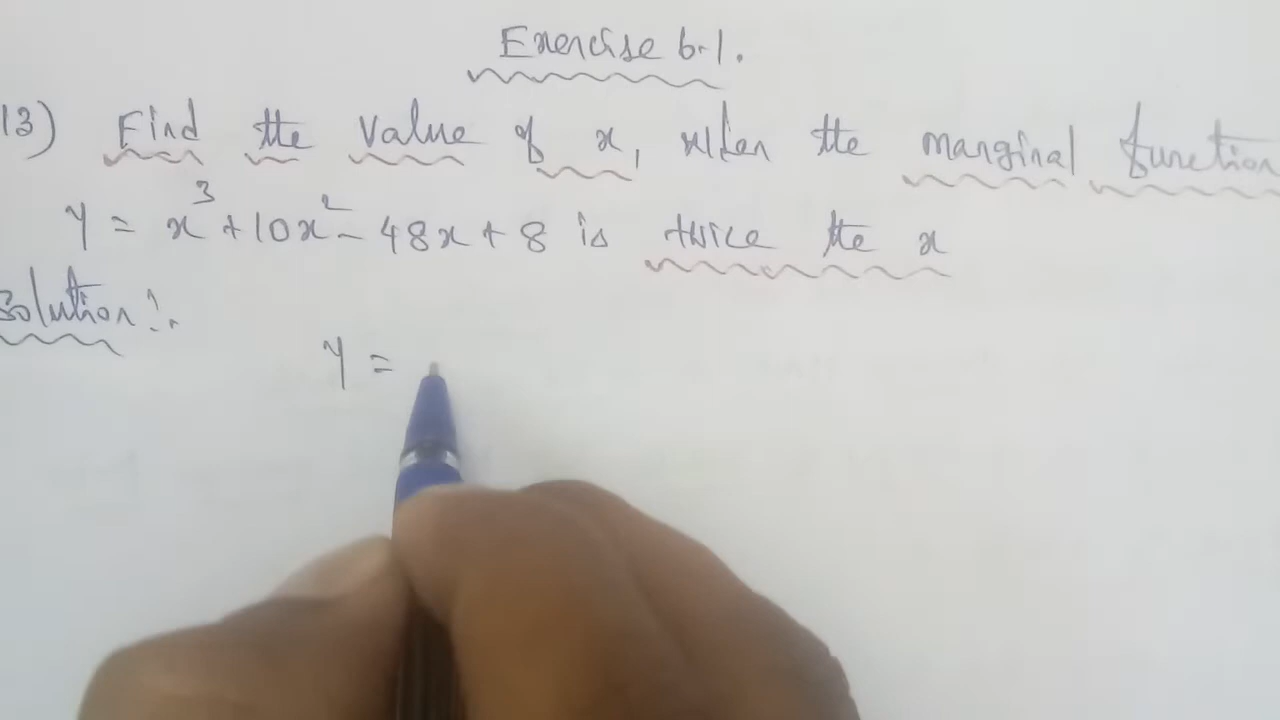 Exercise 6.1.
13) Find the value of x, when the marginal function
y = x³ + 10x² - 48x + 8 is twice the x
Solution:-
y =